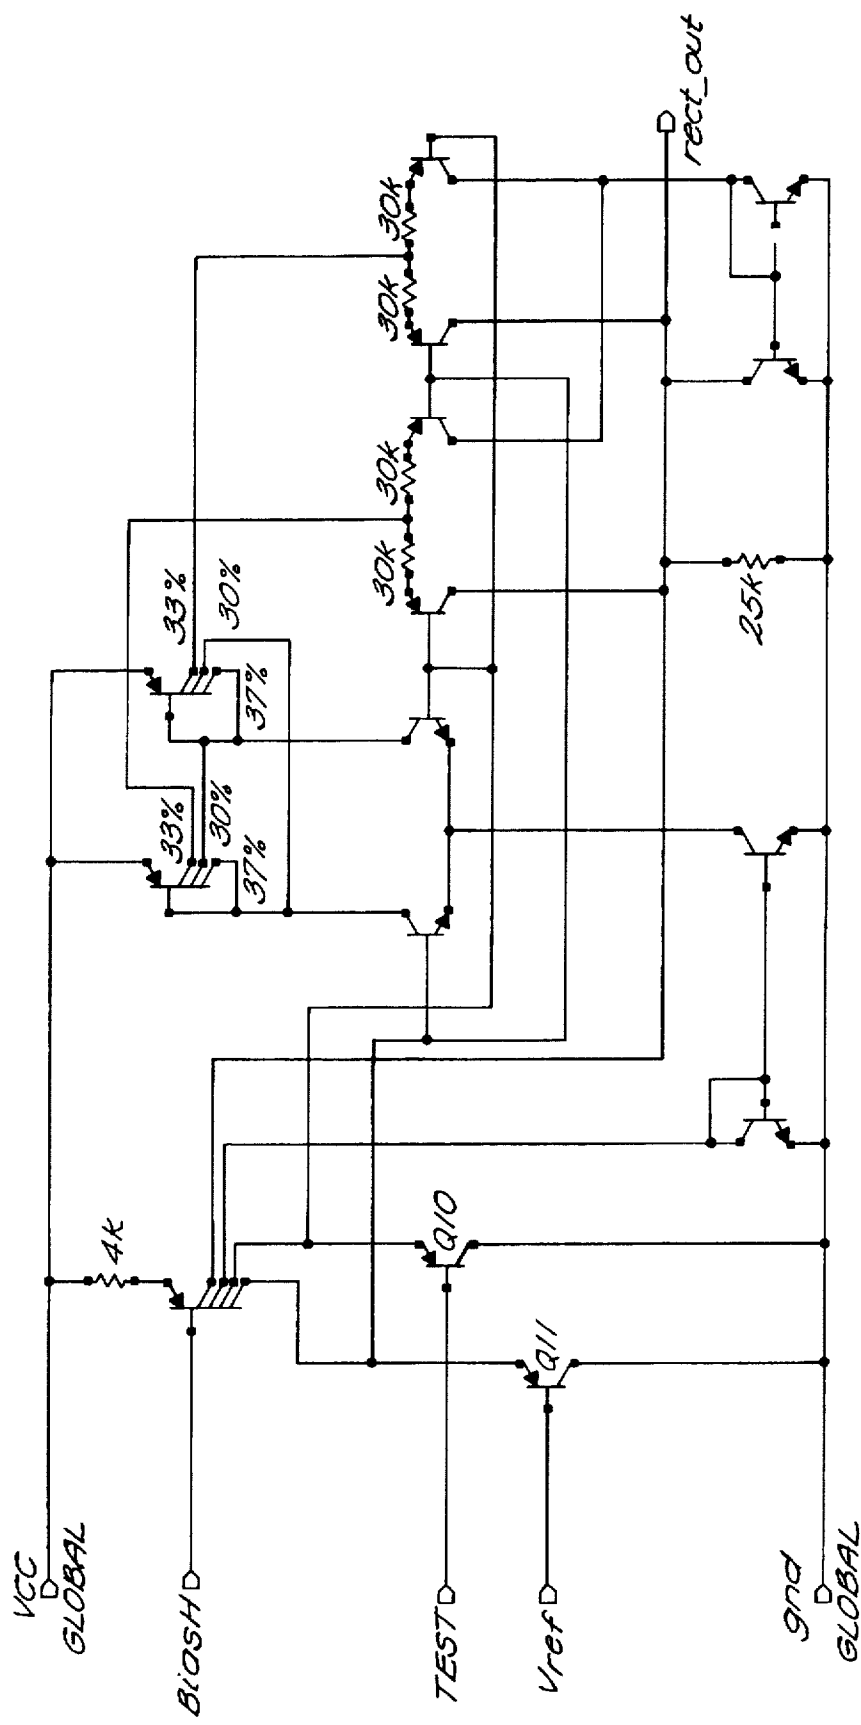 VCC
GLOBAL
BiasH
TEST
Vref
gnd
GLOBAL
4K
Q10
Q11
33%
30%
37%
33%
30%
37%
30K
30K
30K
30K
25K
rect_out